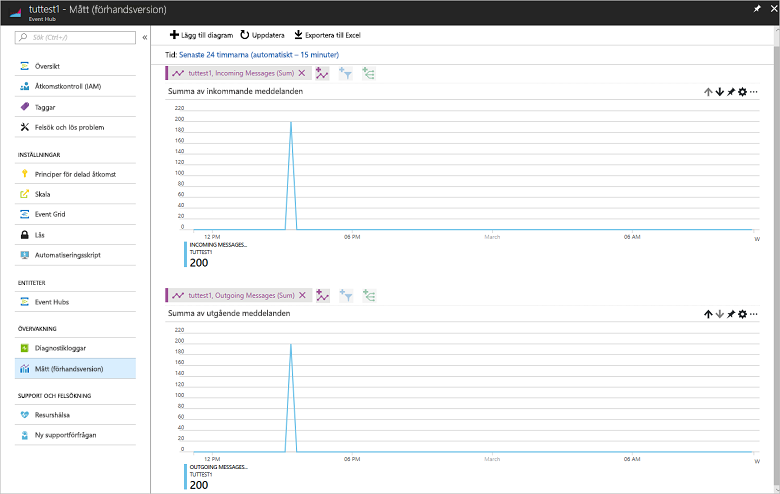 tuttest1 - Mått (förhandsversion)
Event Hub
Sök (Ctrl+/)
Översikt
Åtkomstkontroll (IAM)
Taggar
Felsök och lös problem
INSTÄLLNINGAR
Principer för delad åtkomst
Skala
Event Grid
Lås
Automatiseringsskript
ENTITETER
Event Hubs
ÖVERVAKNING
Diagnostikloggar
Mått (förhandsversion)
SUPPORT OCH FELSÖKNING
Resurshälsa
Ny supportförfrågan
Lägg till diagram
Uppdatera
Exportera till Excel
Tid: Senaste 24 timmarna (automatiskt – 15 minuter)
tuttest1, Incoming Messages (Sum)
Summa av inkommande meddelanden
220
200
180
160
140
120
100
80
60
40
20
0
12 PM
06 PM
March
06 AM
W
INCOMING MESSAGES...
TUTTEST1
200
tuttest1, Outgoing Messages (Sum)
Summa av utgående meddelanden
220
200
180
160
140
120
100
80
60
40
20
0
12 PM
06 PM
March
06 AM
W
OUTGOING MESSAGES...
TUTTEST1
200